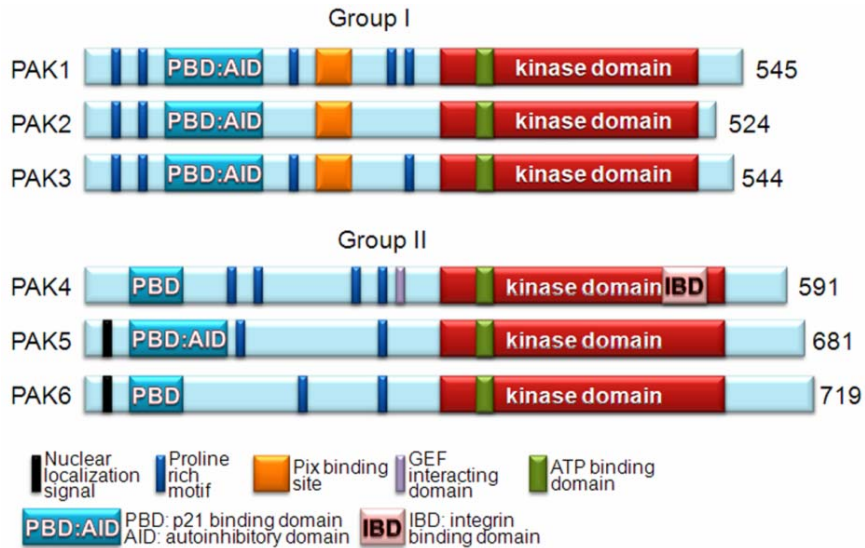 Group I
PAK1 PBD:AID kinase domain 545
PAK2 PBD:AID kinase domain 524
PAK3 PBD:AID kinase domain 544
Group II
PAK4 PBD kinase domain IBD 591
PAK5 PBD:AID kinase domain 681
PAK6 PBD kinase domain 719
Nuclear
localization
signal
Proline
rich
motif
Pix binding
site
GEF
interacting
domain
ATP binding
domain
PBD:AID
PBD: p21 binding domain
AID: autoinhibitory domain
IBD
IBD: integrin
binding domain